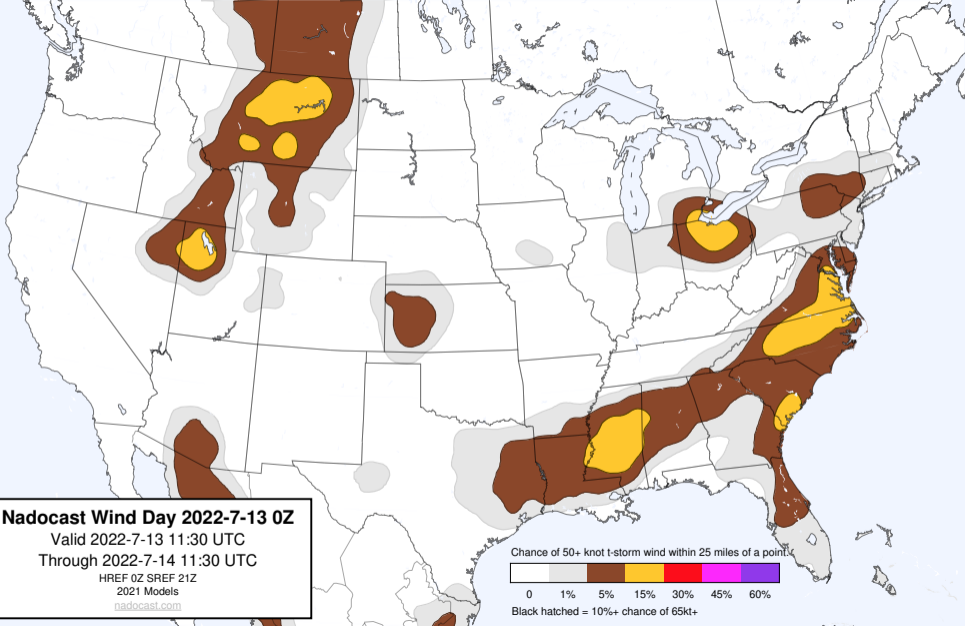 Nadocast Wind Day 2022-7-13 0Z
Valid 2022-7-13 11:30 UTC
Through 2022-7-14 11:30 UTC
HREF 0Z SREF 21Z
2021 Models
nadocast.com
Chance of 50+ knot t-storm wind within 25 miles of a point.
0 1% 5% 15% 30% 45% 60%
Black hatched = 10%+ chance of 65kt+